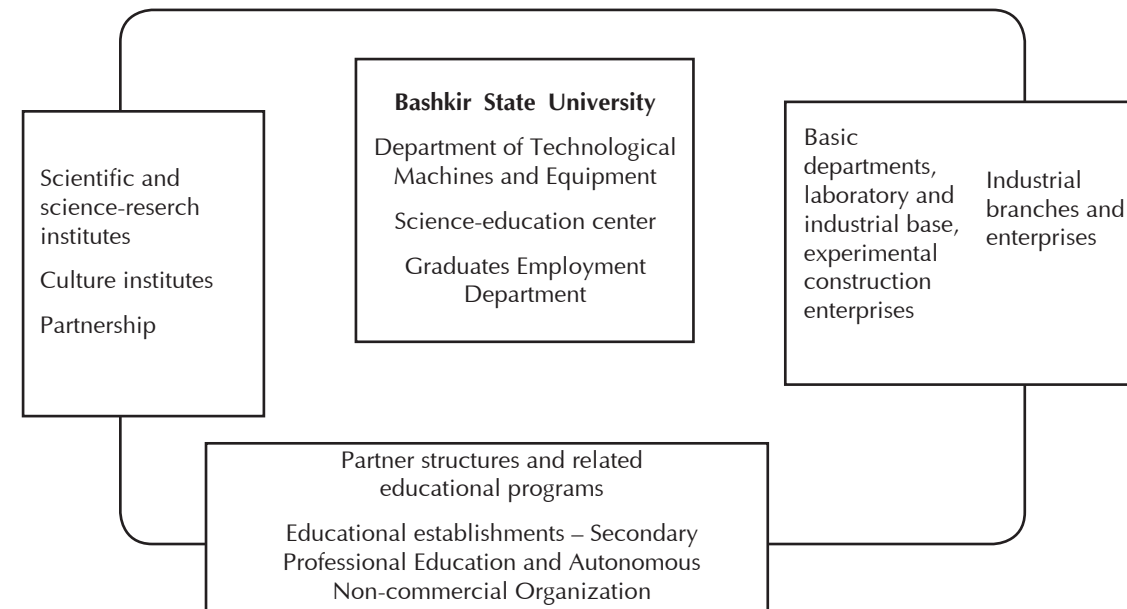 Bashkir State University
Department of Technological
Machines and Equipment
Science-education center
Graduates Employment
Department
Scientific and
science-reserch
institutes
Culture institutes
Partnership
Basic
departments,
laboratory and
industrial base,
experimental
construction
enterprises
Industrial
branches and
enterprises
Partner structures and related
educational programs
Educational establishments – Secondary
Professional Education and Autonomous
Non-commercial Organization